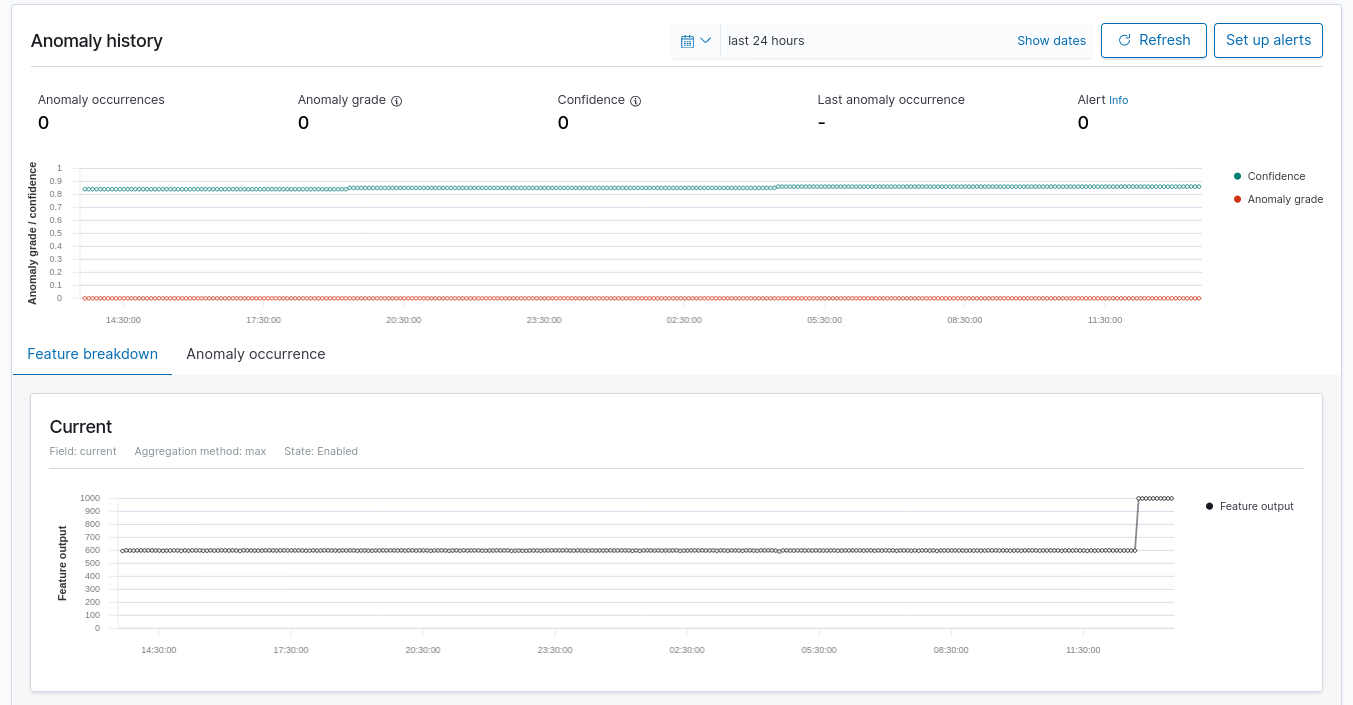 Anomaly history
last 24 hours
Show dates
Refresh
Set up alerts
Anomaly occurrences
0
Anomaly grade
0
Confidence
0
Last anomaly occurrence
-
Alert Info
0
Anomaly grade / confidence
1
0.9
0.8
0.7
0.6
0.5
0.4
0.3
0.2
0.1
0
14:30:00 17:30:00 20:30:00 23:30:00 02:30:00 05:30:00 08:30:00 11:30:00
Confidence
Anomaly grade
Feature breakdown
Anomaly occurrence
Current
Field: current Aggregation method: max State: Enabled
Feature output
1000
900
800
700
600
500
400
300
200
100
0
14:30:00 17:30:00 20:30:00 23:30:00 02:30:00 05:30:00 08:30:00 11:30:00
Feature output